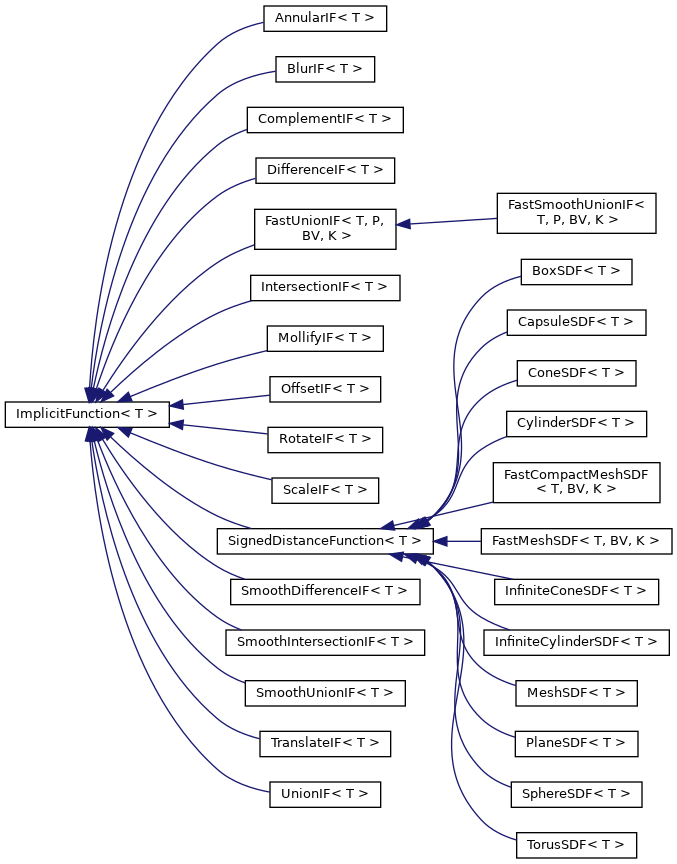 ImplicitFunction< T >
AnnularIF< T >
BlurIF< T >
ComplementIF< T >
DifferenceIF< T >
FastUnionIF< T, P,
BV, K >
IntersectionIF< T >
MollifyIF< T >
OffsetIF< T >
RotateIF< T >
ScaleIF< T >
SignedDistanceFunction< T >
SmoothDifferenceIF< T >
SmoothIntersectionIF< T >
SmoothUnionIF< T >
TranslateIF< T >
UnionIF< T >
FastSmoothUnionIF<
T, P, BV, K >
BoxSDF< T >
CapsuleSDF< T >
ConeSDF< T >
CylinderSDF< T >
FastCompactMeshSDF
< T, BV, K >
FastMeshSDF< T, BV, K >
InfiniteConeSDF< T >
InfiniteCylinderSDF< T >
MeshSDF< T >
PlaneSDF< T >
SphereSDF< T >
TorusSDF< T >